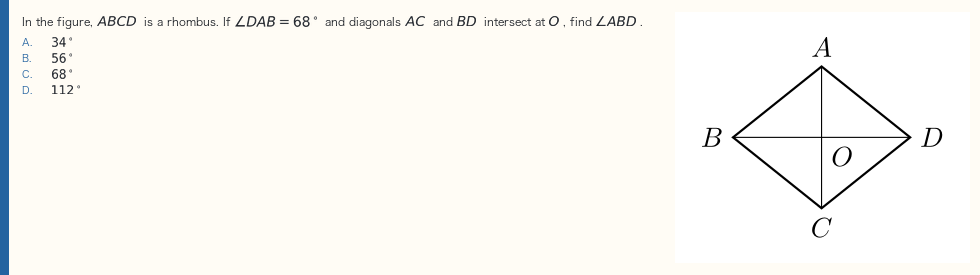 In the figure, ABCD is a rhombus. If ∠DAB = 68° and diagonals AC and BD intersect at O , find ∠ABD .
A. 34°
B. 56°
C. 68°
D. 112°
A
B
D
O
C